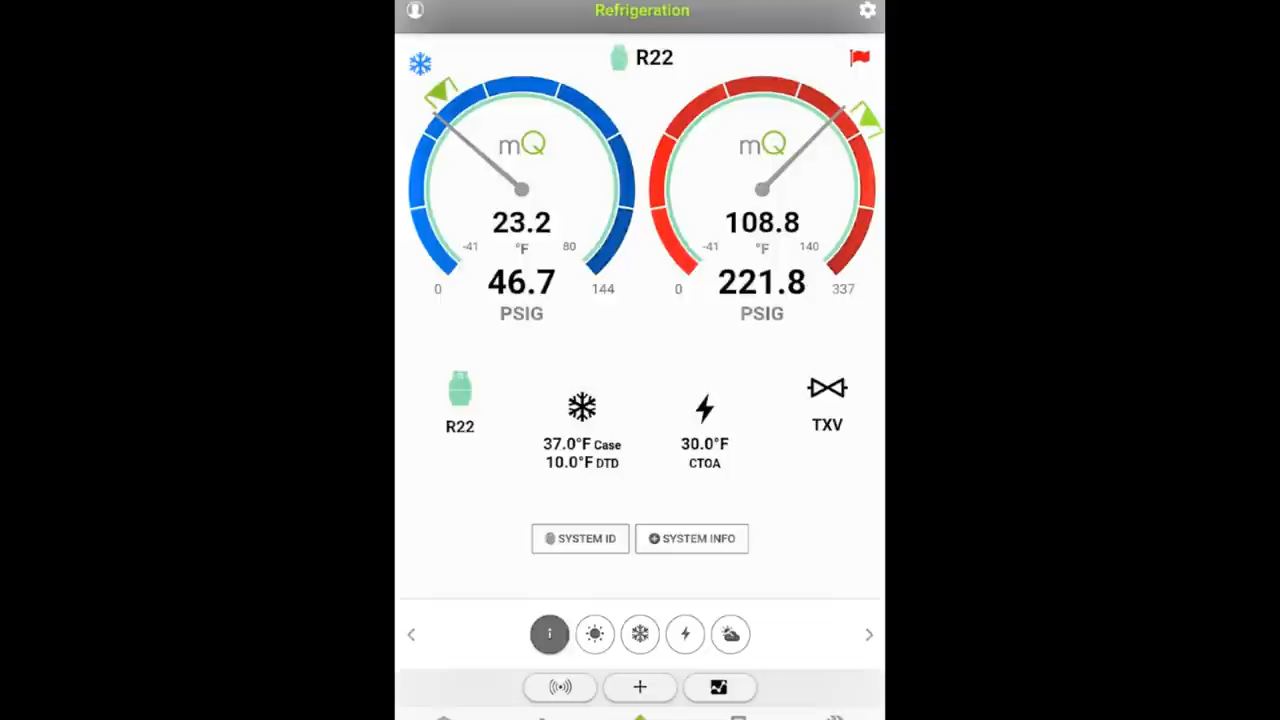 Refrigeration
R22
mQ
mQ
23.2
108.8
-41 °F 80
-41 °F 140
46.7
221.8
0 144
0 337
PSIG
PSIG
R22
37.0°F Case
10.0°F DTD
30.0°F
CTOA
TXV
SYSTEM ID
SYSTEM INFO